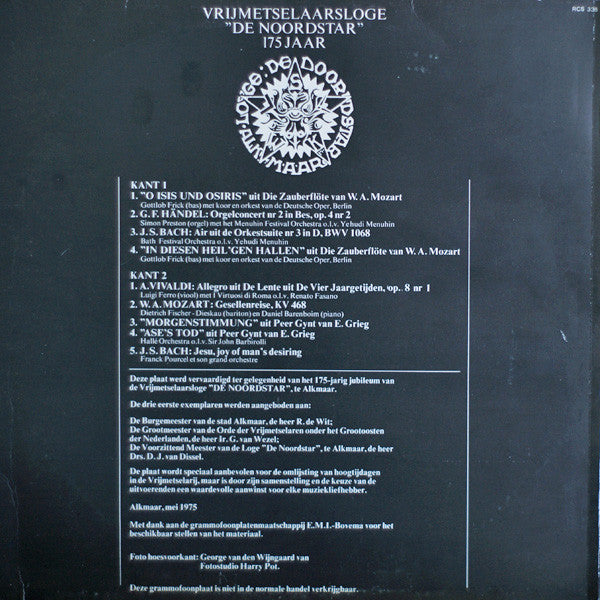 VRIJMETSELAARSLOGE
"DE NOORDSTAR"
175 JAAR
RCS 336
LOGE: DE NOORDSTAR ALKMAAR
KANT 1
1. "O ISIS UND OSIRIS" uit Die Zauberflöte van W. A. Mozart
Gottlob Frick (bas) met koor en orkest van de Deutsche Oper, Berlin
2. G. F. HÄNDEL: Orgelconcert nr 2 in Bes, op. 4 nr 2
Simon Preston (orgel) met het Menuhin Festival Orchestra o.l.v. Yehudi Menuhin
3. J.S. BACH: Air uit de Orkestsuite nr 3 in D, BWV 1068
Bath Festival Orchestra o.l.v. Yehudi Menuhin
4. "IN DIESEN HEIL'GEN HALLEN" uit Die Zauberflöte van W. A. Mozart
Gottlob Frick (bas) met koor en orkest van de Deutsche Oper, Berlin
KANT 2
1. A.VIVALDI: Allegro uit De Lente uit De Vier Jaargetijden, op. 8 nr 1
Luigi Ferro (viool) met I Virtuosi di Roma o.l.v. Renato Fasano
2. W. A. MOZART: Gesellenreise, KV 468
Dietrich Fischer - Dieskau (bariton) en Daniel Barenboim (piano)
3. "MORGENSTIMMUNG" uit Peer Gynt van E. Grieg
4. "ASE'S TOD" uit Peer Gynt van E. Grieg
Hallé Orchestra o.l.v. Sir John Barbirolli
5. J.S. BACH: Jesu, joy of man's desiring
Franck Pourcel et son grand orchestre
Deze plaat werd vervaardigd ter gelegenheid van het 175-jarig jubileum van
de Vrijmetselaarsloge "DE NOORDSTAR", te Alkmaar.
De drie eerste exemplaren werden aangeboden aan:
De Burgemeester van de stad Alkmaar, de heer R. de Wit;
De Grootmeester van de Orde der Vrijmetselaren onder het Grootoosten
der Nederlanden, de heer Ir. G. van Wezel;
De Voorzittend Meester van de Loge "De Noordstar", te Alkmaar, de heer
Drs. D. J. van Dissel.
De plaat wordt speciaal aanbevolen voor de omlijsting van hoogtijdagen
in de Vrijmetselarij, maar is door zijn samenstelling en de keuze van de
uitvoerenden een waardevolle aanwinst voor elke muziekliefhebber.
Alkmaar, mei 1975
Met dank aan de grammofoonplatenmaatschappij E.M.I.-Bovema voor het
beschikbaar stellen van het materiaal.
Foto hoesvoorkant: George van den Wijngaard van
Fotostudio Harry Pot.
Deze grammofoonplaat is niet in de normale handel verkrijgbaar.